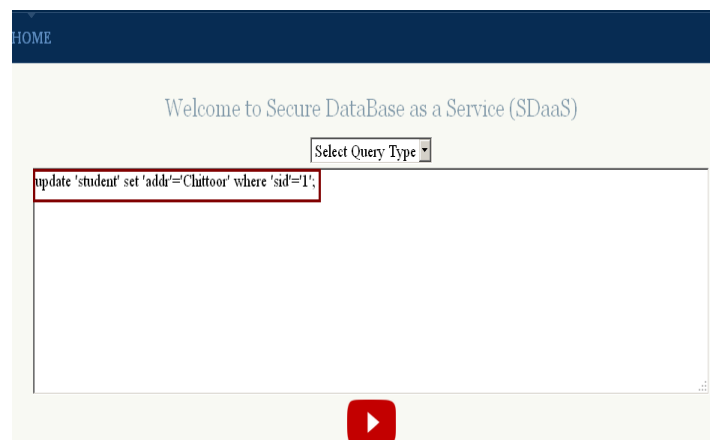 HOME
Welcome to Secure DataBase as a Service (SDaaS)
Select Query Type
update 'student' set 'addr'='Chittoor' where 'sid'='1';